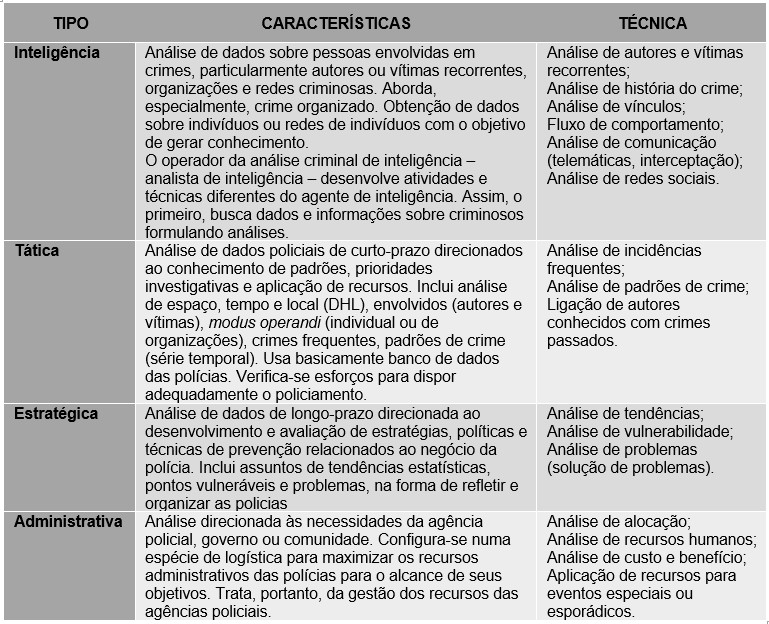 TIPO CARACTERÍSTICAS TÉCNICA
Inteligência
Análise de dados sobre pessoas envolvidas em
crimes, particularmente autores ou vítimas recorrentes,
organizações e redes criminosas. Aborda,
especialmente, crime organizado. Obtenção de dados
sobre indivíduos ou redes de indivíduos com o objetivo
de gerar conhecimento.
O operador da análise criminal de inteligência –
analista de inteligência – desenvolve atividades e
técnicas diferentes do agente de inteligência. Assim, o
primeiro, busca dados e informações sobre criminosos
formulando análises.
Análise de autores e vítimas
recorrentes;
Análise de história do crime;
Análise de vínculos;
Fluxo de comportamento;
Análise de comunicação
(telemáticas, interceptação);
Análise de redes sociais.
Tática
Análise de dados policiais de curto-prazo direcionados
ao conhecimento de padrões, prioridades
investigativas e aplicação de recursos. Inclui análise
de espaço, tempo e local (DHL), envolvidos (autores e
vítimas), modus operandi (individual ou de
organizações), crimes frequentes, padrões de crime
(série temporal). Usa basicamente banco de dados
das polícias. Verifica-se esforços para dispor
adequadamente o policiamento.
Análise de incidências
frequentes;
Análise de padrões de crime;
Ligação de autores
conhecidos com crimes
passados.
Estratégica
Análise de dados de longo-prazo direcionada ao
desenvolvimento e avaliação de estratégias, políticas e
técnicas de prevenção relacionados ao negócio da
polícia. Inclui assuntos de tendências estatísticas,
pontos vulneráveis e problemas, na forma de refletir e
organizar as policias
Análise de tendências;
Análise de vulnerabilidade;
Análise de problemas
(solução de problemas).
Administrativa
Análise direcionada às necessidades da agência
policial, governo ou comunidade. Configura-se numa
espécie de logística para maximizar os recursos
administrativos das polícias para o alcance de seus
objetivos. Trata, portanto, da gestão dos recursos das
agências policiais.
Análise de alocação;
Análise de recursos humanos;
Análise de custo e benefício;
Aplicação de recursos para
eventos especiais ou
esporádicos.